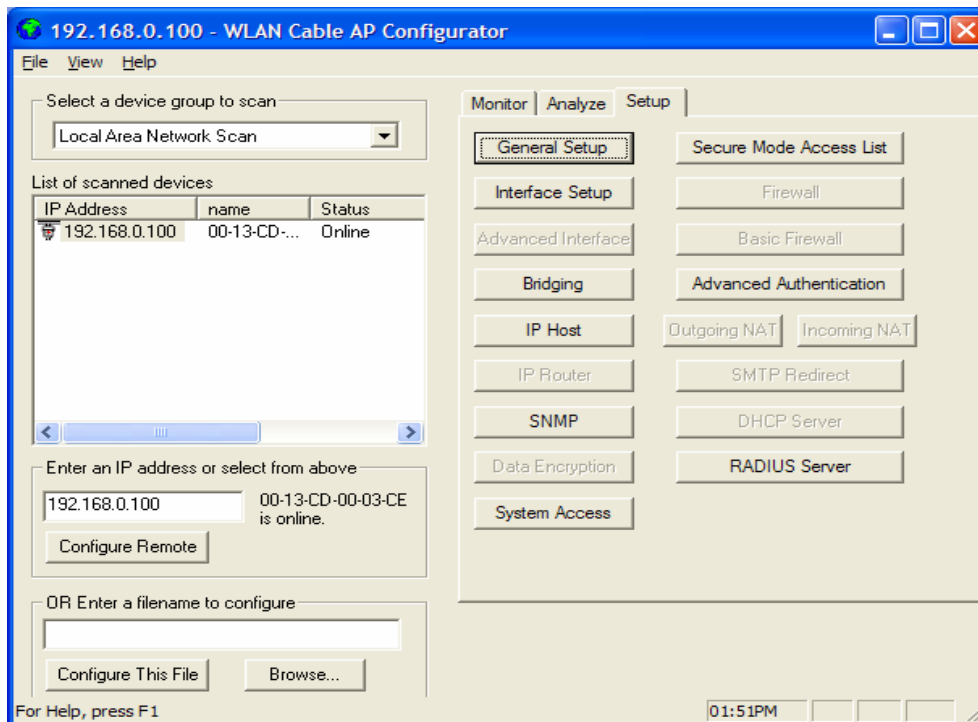 192.168.0.100 - WLAN Cable AP Configurator
File View Help
Select a device group to scan
Local Area Network Scan
List of scanned devices
IP Address name Status
192.168.0.100 00-13-CD-... Online
Enter an IP address or select from above
192.168.0.100
00-13-CD-00-03-CE
is online.
Configure Remote
OR Enter a filename to configure
Configure This File Browse...
Monitor Analyze Setup
General Setup Secure Mode Access List
Interface Setup Firewall
Advanced Interface Basic Firewall
Bridging Advanced Authentication
IP Host Outgoing NAT Incoming NAT
IP Router SMTP Redirect
SNMP DHCP Server
Data Encryption RADIUS Server
System Access
For Help, press F1 01:51PM